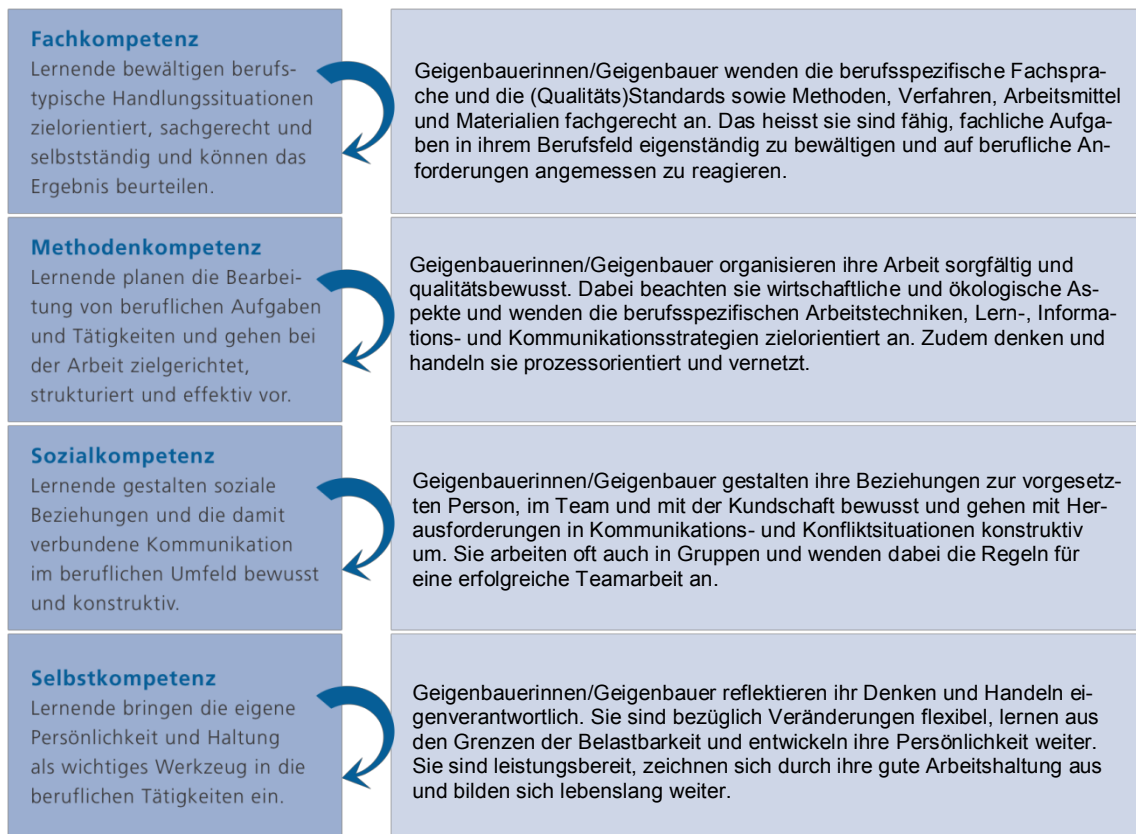 Fachkompetenz
Lernende bewältigen berufs-
typische Handlungssituationen
zielorientiert, sachgerecht und
selbstständig und können das
Ergebnis beurteilen.
Geigenbauerinnen/Geigenbauer wenden die berufsspezifische Fachspra-
che und die (Qualitäts)Standards sowie Methoden, Verfahren, Arbeitsmittel
und Materialien fachgerecht an. Das heisst sie sind fähig, fachliche Aufga-
ben in ihrem Berufsfeld eigenständig zu bewältigen und auf berufliche An-
forderungen angemessen zu reagieren.
Methodenkompetenz
Lernende planen die Bearbei-
tung von beruflichen Aufgaben
und Tätigkeiten und gehen bei
der Arbeit zielgerichtet,
strukturiert und effektiv vor.
Geigenbauerinnen/Geigenbauer organisieren ihre Arbeit sorgfältig und
qualitätsbewusst. Dabei beachten sie wirtschaftliche und ökologische As-
pekte und wenden die berufsspezifischen Arbeitstechniken, Lern-, Informa-
tions- und Kommunikationsstrategien zielorientiert an. Zudem denken und
handeln sie prozessorientiert und vernetzt.
Sozialkompetenz
Lernende gestalten soziale
Beziehungen und die damit
verbundene Kommunikation
im beruflichen Umfeld bewusst
und konstruktiv.
Geigenbauerinnen/Geigenbauer gestalten ihre Beziehungen zur vorgesetz-
ten Person, im Team und mit der Kundschaft bewusst und gehen mit Her-
ausforderungen in Kommunikations- und Konfliktsituationen konstruktiv
um. Sie arbeiten oft auch in Gruppen und wenden dabei die Regeln für
eine erfolgreiche Teamarbeit an.
Selbstkompetenz
Lernende bringen die eigene
Persönlichkeit und Haltung
als wichtiges Werkzeug in die
beruflichen Tätigkeiten ein.
Geigenbauerinnen/Geigenbauer reflektieren ihr Denken und Handeln ei-
genverantwortlich. Sie sind bezüglich Veränderungen flexibel, lernen aus
den Grenzen der Belastbarkeit und entwickeln ihre Persönlichkeit weiter.
Sie sind leistungsbereit, zeichnen sich durch ihre gute Arbeitshaltung aus
und bilden sich lebenslang weiter.